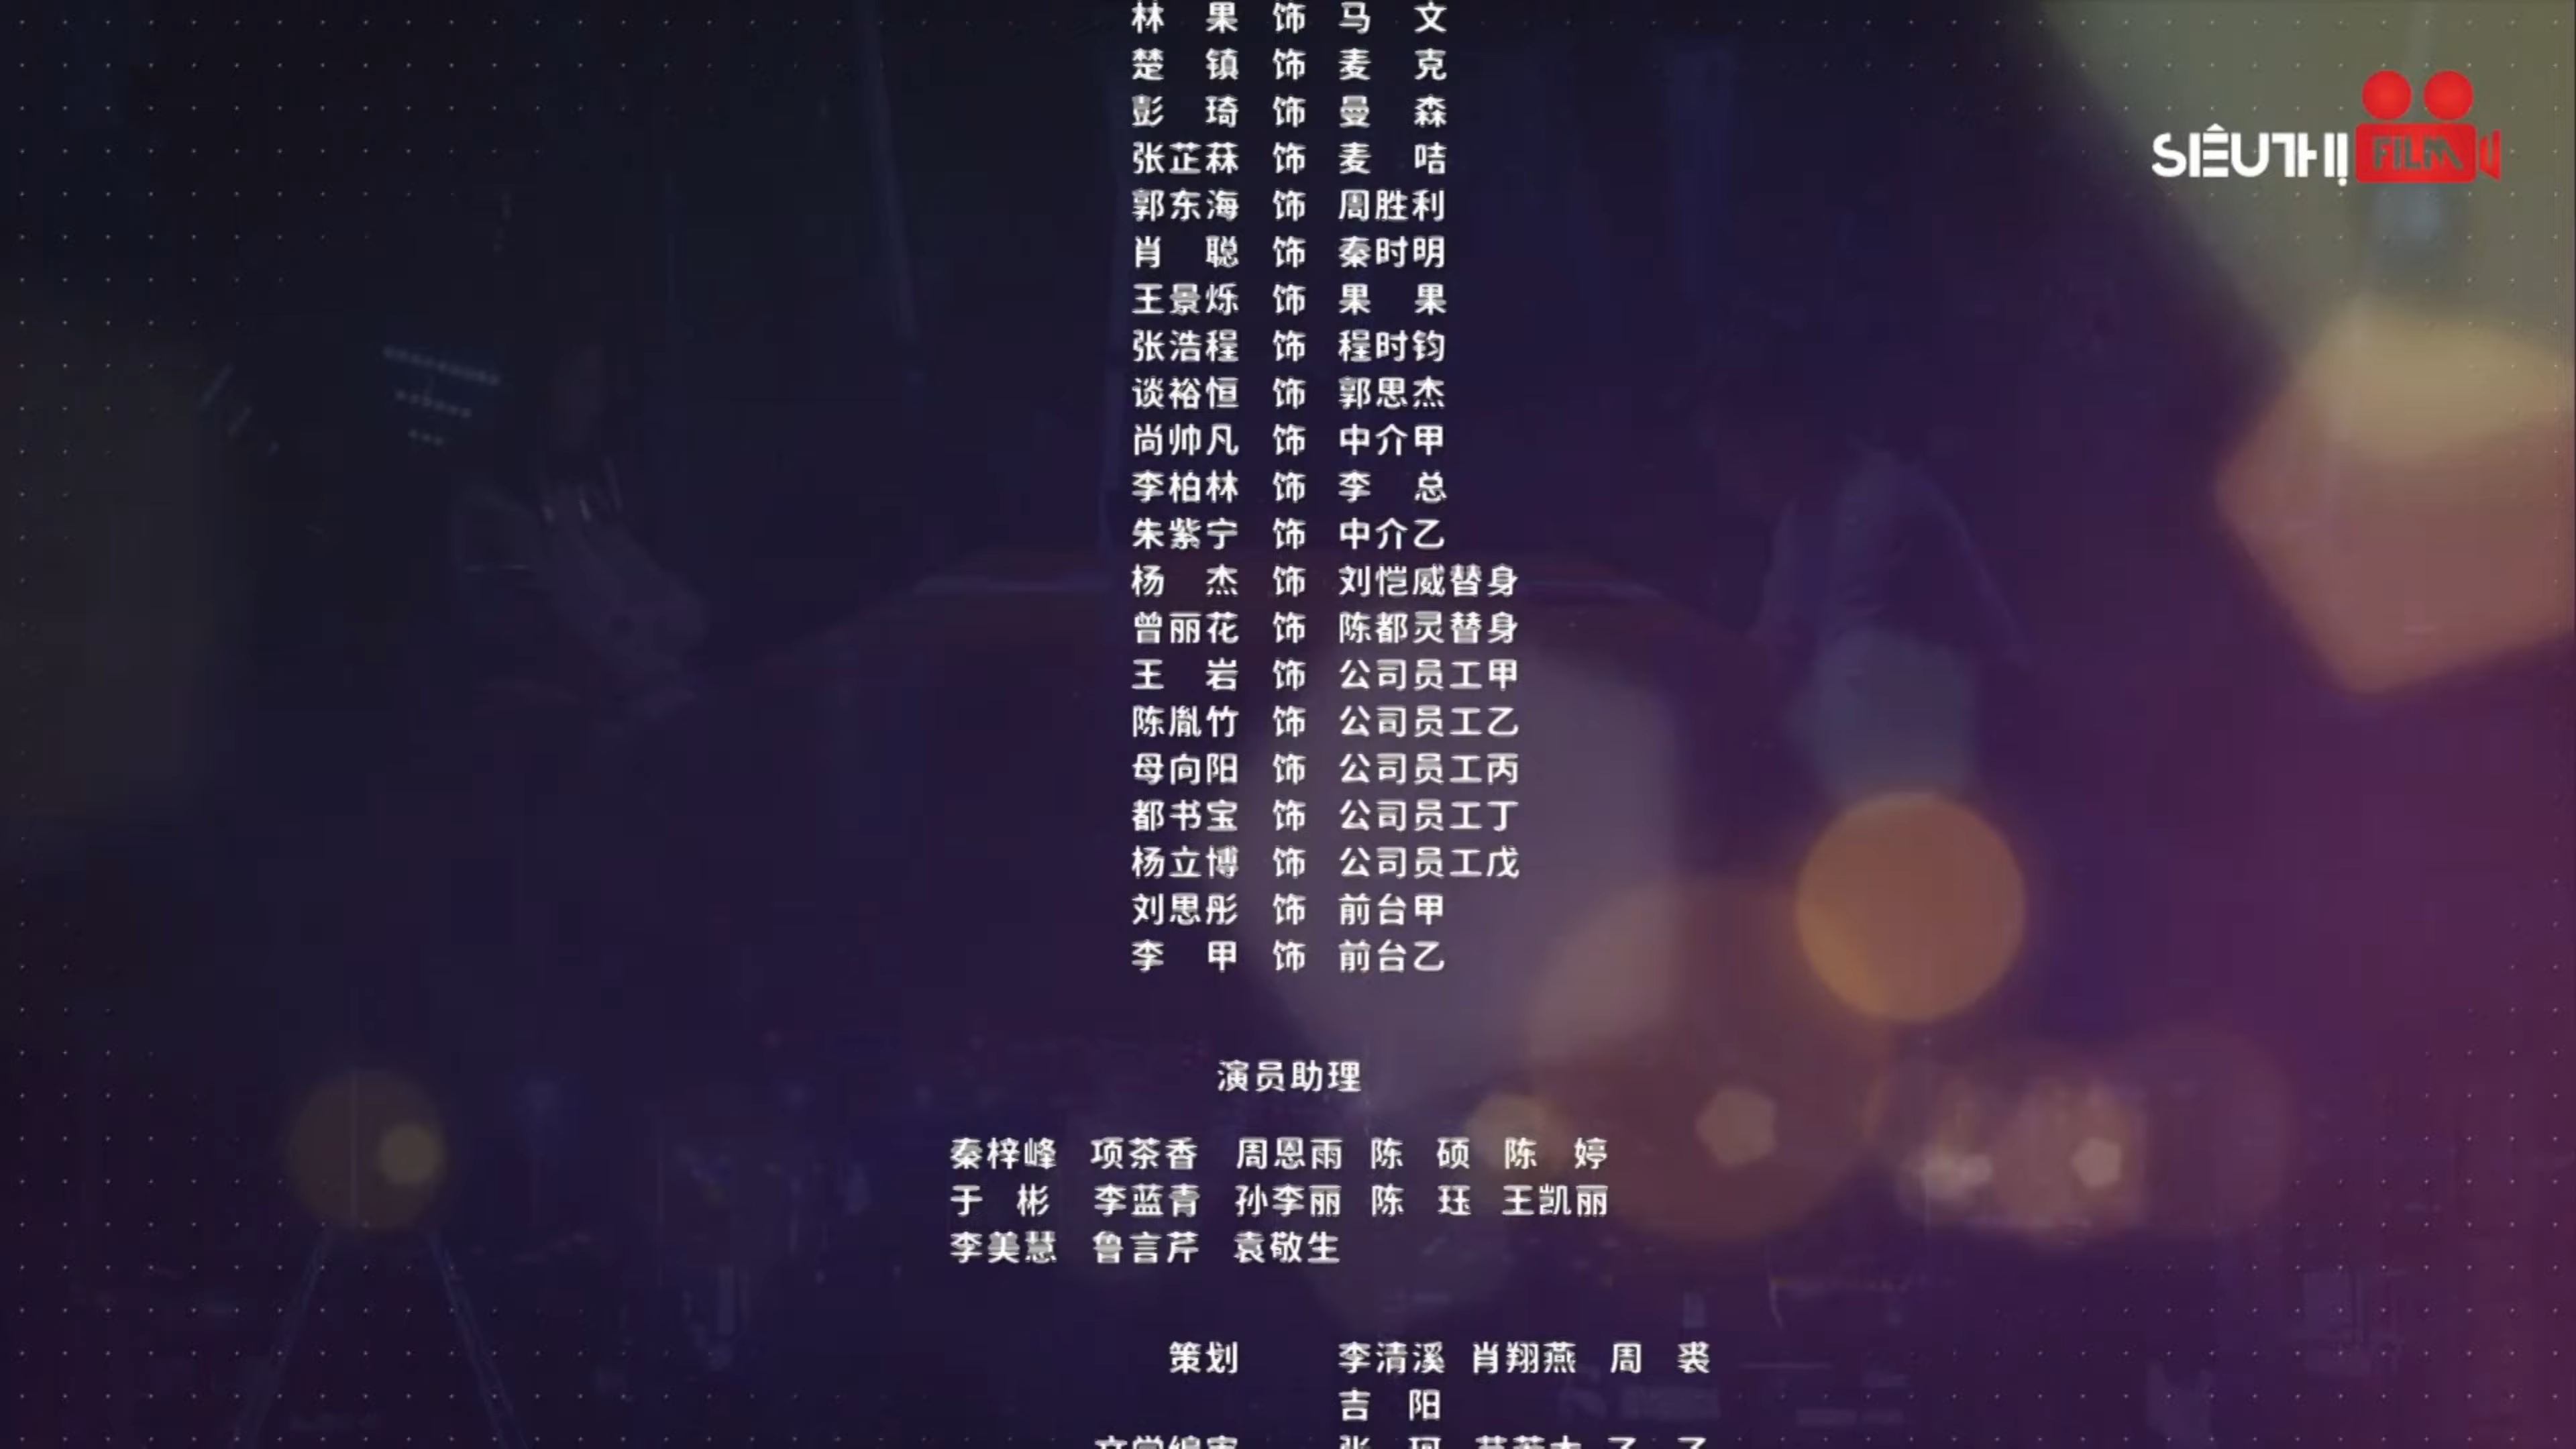 林 果 饰 马 文
楚 镇 饰 麦 克
彭 琦 饰 曼 森
张芷菻 饰 麦 咭
郭东海 饰 周胜利
肖 聪 饰 秦时明
王景烁 饰 果 果
张浩程 饰 程时钧
谈裕恒 饰 郭思杰
尚帅凡 饰 中介甲
李柏林 饰 李 总
朱紫宁 饰 中介乙
杨 杰 饰 刘恺威替身
曾丽花 饰 陈都灵替身
王 岩 饰 公司员工甲
陈胤竹 饰 公司员工乙
母向阳 饰 公司员工丙
都书宝 饰 公司员工丁
杨立博 饰 公司员工戊
刘思彤 饰 前台甲
李 甲 饰 前台乙
演员助理
秦梓峰 项茶香 周恩雨 陈 硕 陈 婷
于 彬 李蓝青 孙李丽 陈 珏 王凯丽
李美慧 鲁言芹 袁敬生
策划 李清溪 肖翔燕 周 裘
吉 阳
SIÊU THỊ FILM